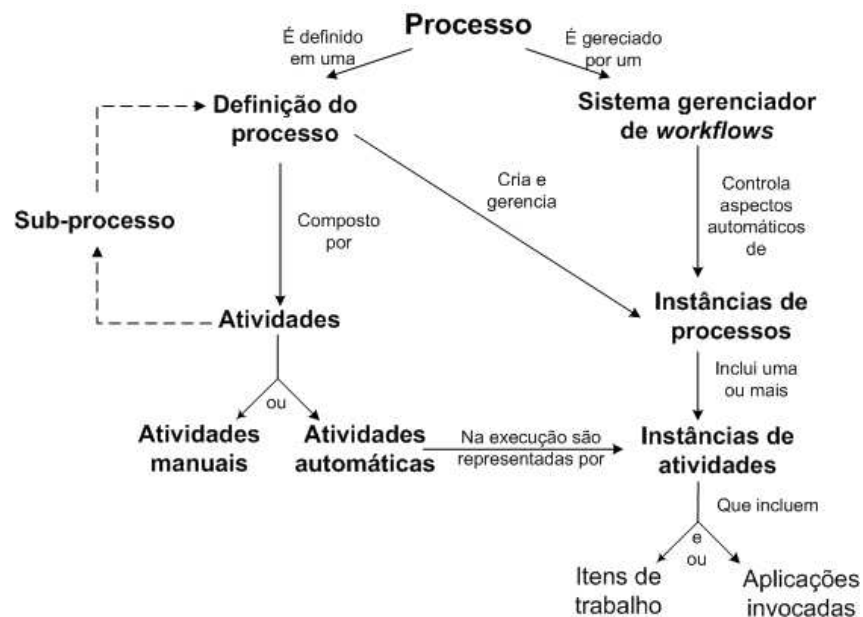 Processo
É definido
em uma
É gereciado
por um
Definição do
processo
Sistema gerenciador
de workflows
Cria e
gerencia
Controla
aspectos
automáticos
de
Sub-processo
Composto
por
Atividades
Instâncias de
processos
Inclui uma
ou mais
ou
Atividades
manuais
Atividades
automáticas
Na execução são
representadas por
Instâncias de
atividades
Que incluem
e
ou
Itens de
trabalho
Aplicações
invocadas